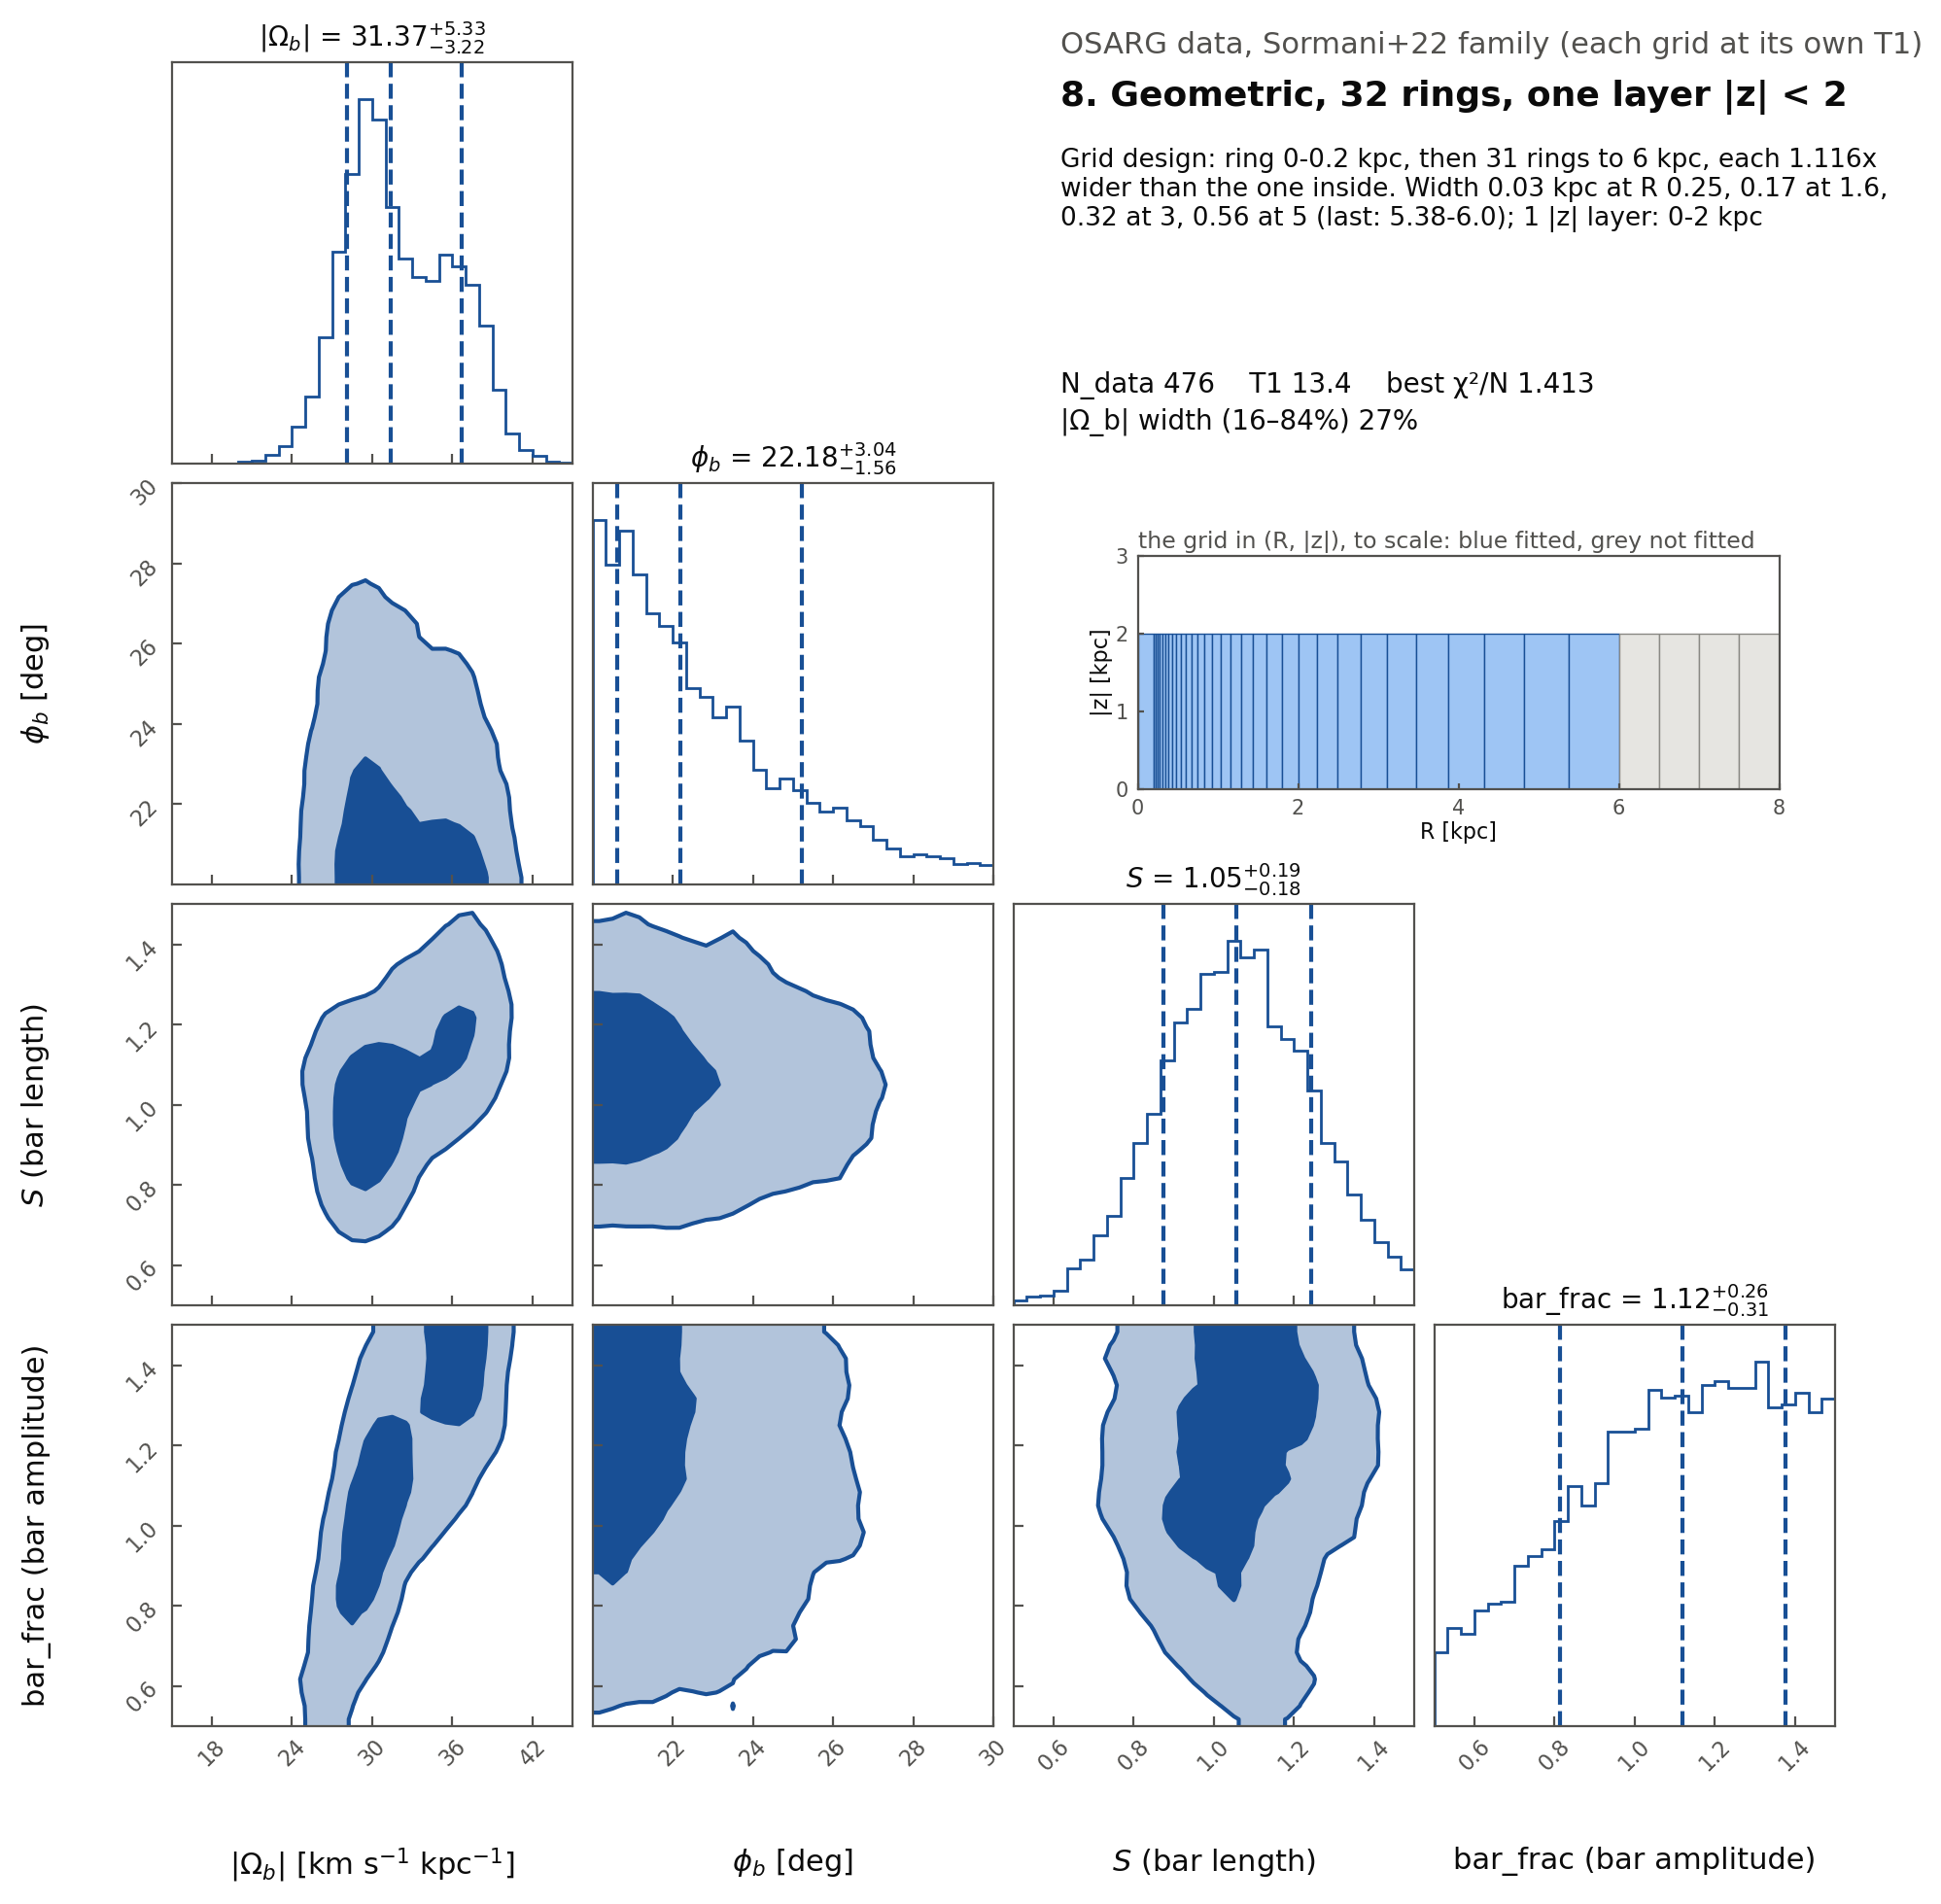 |Ω_b| = 31.37 +5.33 −3.22
OSARG data, Sormani+22 family (each grid at its own T1)
8. Geometric, 32 rings, one layer |z| < 2
Grid design: ring 0-0.2 kpc, then 31 rings to 6 kpc, each 1.116x
wider than the one inside. Width 0.03 kpc at R 0.25, 0.17 at 1.6,
0.32 at 3, 0.56 at 5 (last: 5.38-6.0); 1 |z| layer: 0-2 kpc
N_data 476 T1 13.4 best χ²/N 1.413
|Ω_b| width (16–84%) 27%
ϕ_b = 22.18 +3.04 −1.56
30
28
26
24
22
ϕ_b [deg]
the grid in (R, |z|), to scale: blue fitted, grey not fitted
3
2
1
0
|z| [kpc]
0 2 4 6 8
R [kpc]
S = 1.05 +0.19 −0.18
1.4
1.2
1.0
0.8
0.6
S (bar length)
bar_frac = 1.12 +0.26 −0.31
1.4
1.2
1.0
0.8
0.6
bar_frac (bar amplitude)
18 24 30 36 42
22 24 26 28 30
0.6 0.8 1.0 1.2 1.4
0.6 0.8 1.0 1.2 1.4
|Ω_b| [km s⁻¹ kpc⁻¹]
ϕ_b [deg]
S (bar length)
bar_frac (bar amplitude)